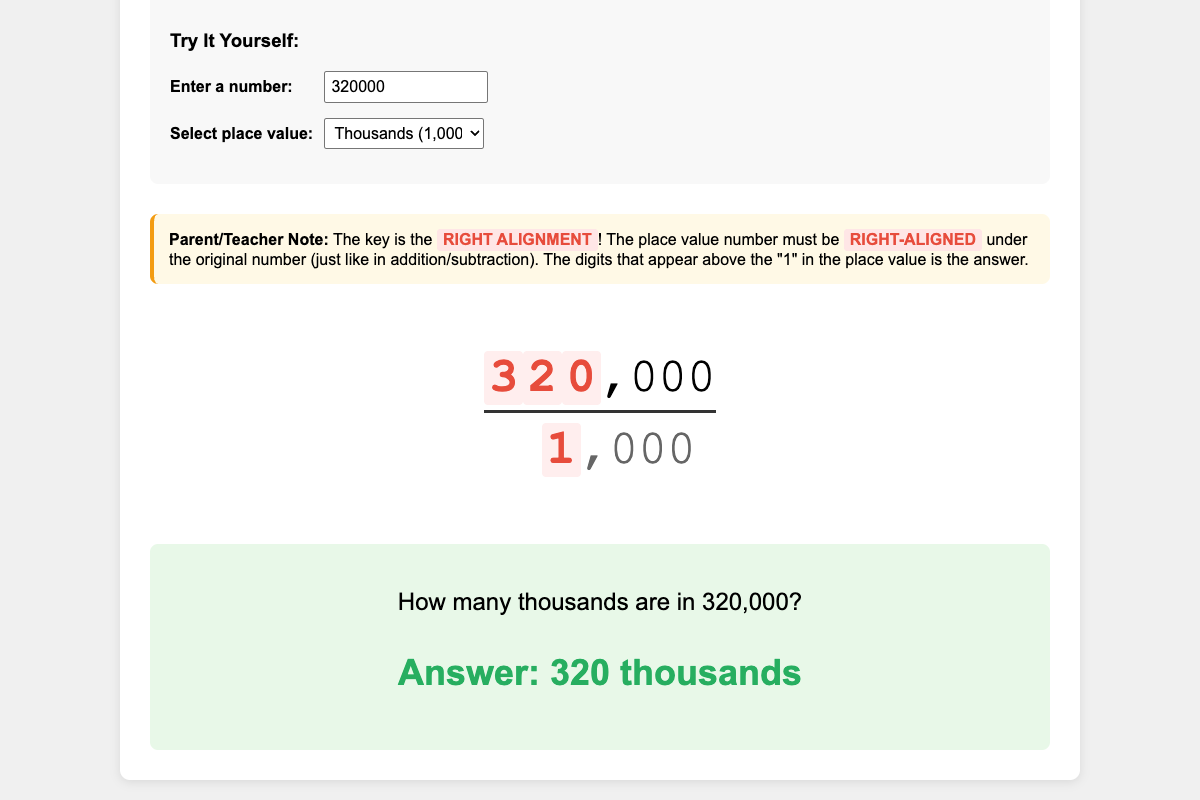 Try It Yourself:
Enter a number: 320000
Select place value: Thousands (1,000
Parent/Teacher Note: The key is the RIGHT ALIGNMENT ! The place value number must be RIGHT-ALIGNED under
the original number (just like in addition/subtraction). The digits that appear above the "1" in the place value is the answer.
320,000
1,000
How many thousands are in 320,000?
Answer: 320 thousands